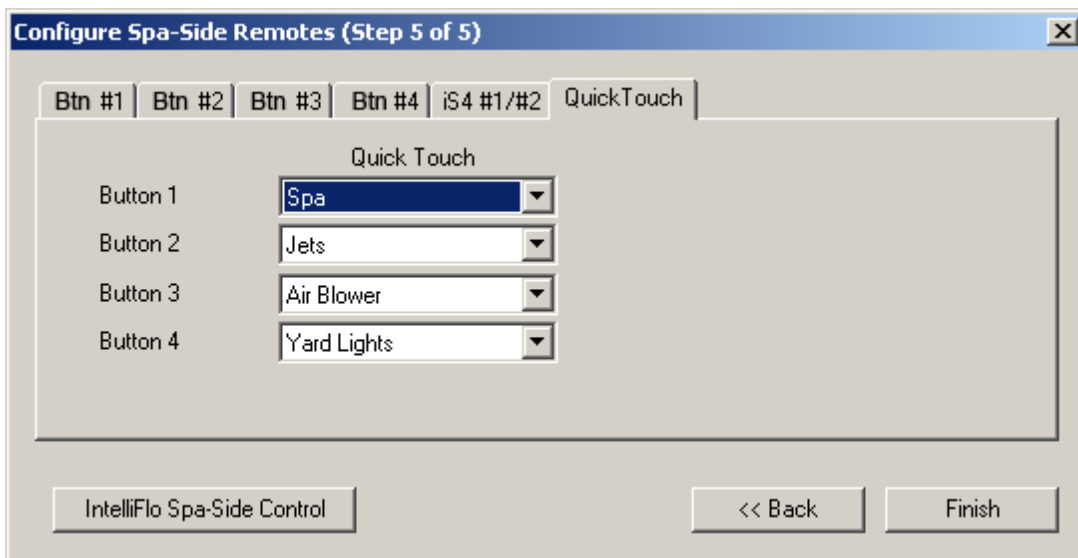 Configure Spa-Side Remotes (Step 5 of 5)
Btn #1 Btn #2 Btn #3 Btn #4 iS4 #1/#2 QuickTouch
Quick Touch
Button 1 Spa
Button 2 Jets
Button 3 Air Blower
Button 4 Yard Lights
IntelliFlo Spa-Side Control << Back Finish